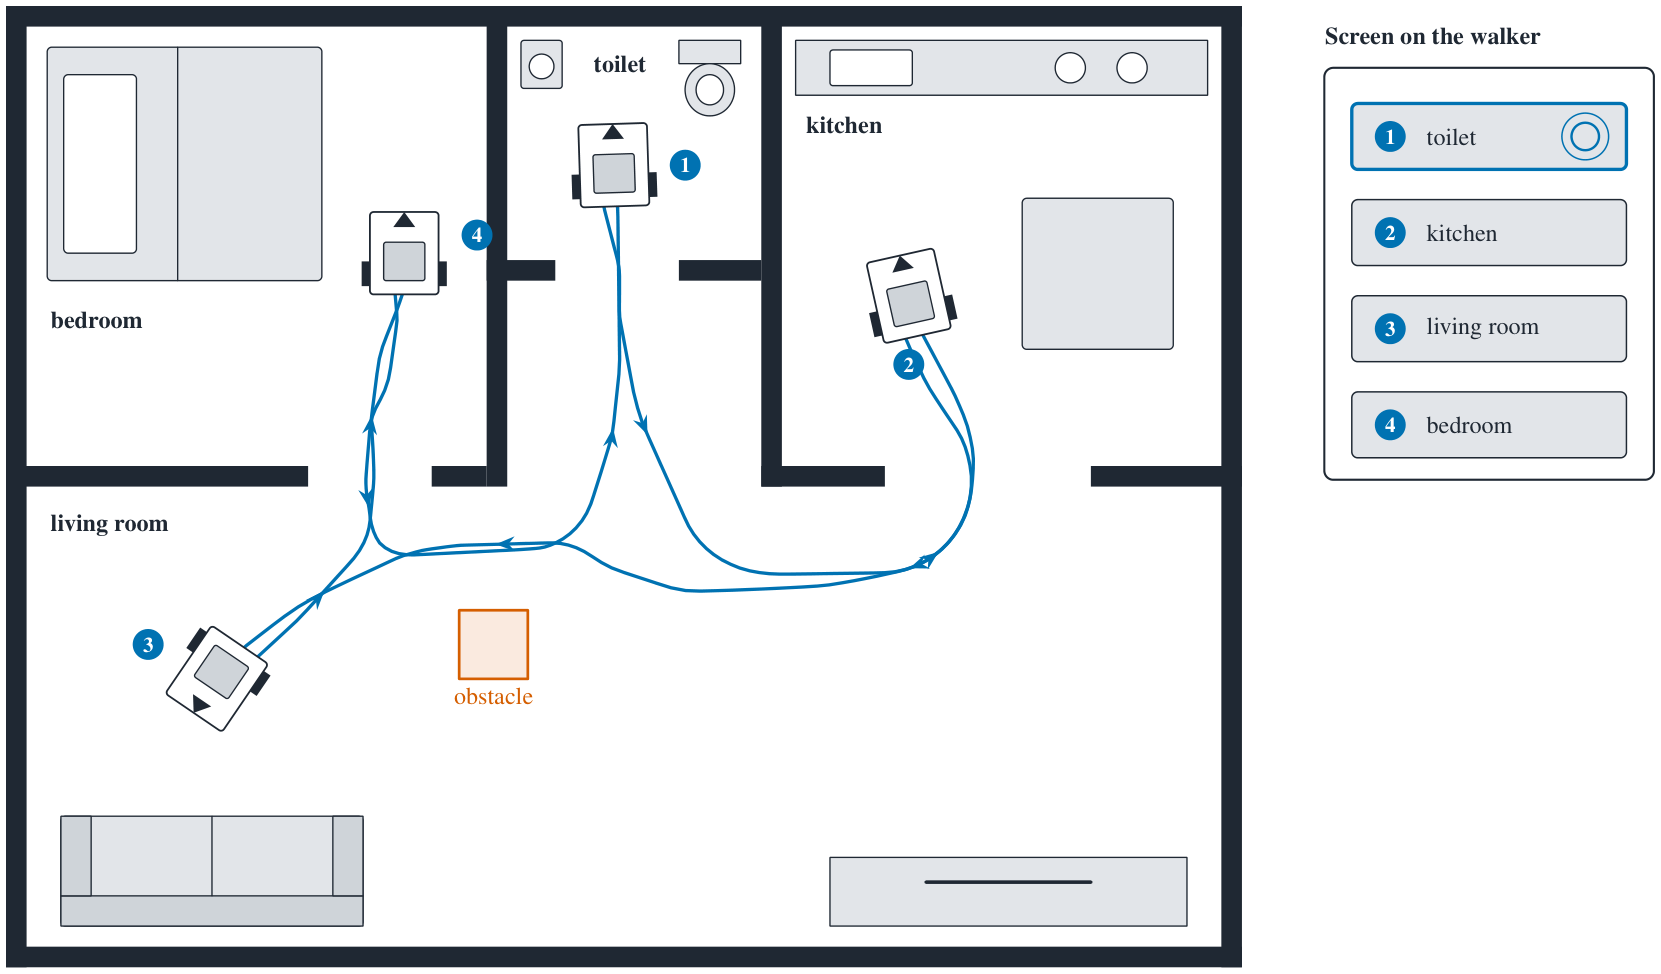 Screen on the walker
toilet
kitchen
1
4
bedroom
2
living room
3
obstacle
1 toilet
2 kitchen
3 living room
4 bedroom